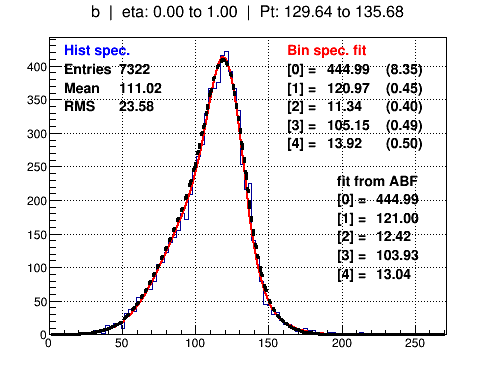 b | eta: 0.00 to 1.00 | Pt: 129.64 to 135.68
Hist spec.
Entries 7322
Mean 111.02
RMS 23.58
Bin spec. fit
[0] = 444.99 (8.35)
[1] = 120.97 (0.45)
[2] = 11.34 (0.40)
[3] = 105.15 (0.49)
[4] = 13.92 (0.50)
fit from ABF
[0] = 444.99
[1] = 121.00
[2] = 12.42
[3] = 103.93
[4] = 13.04
400
350
300
250
200
150
100
50
0
0 50 100 150 200 250